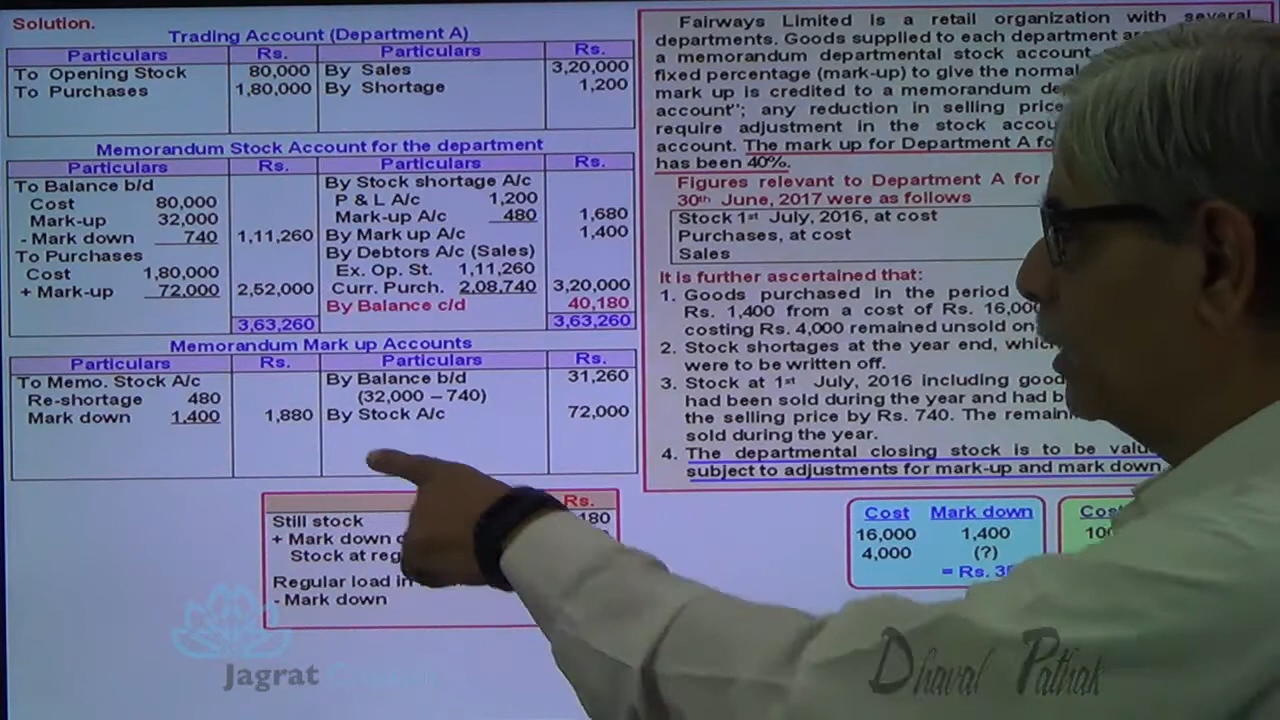 Solution.
Trading Account (Department A)
Particulars Rs. Particulars Rs.
To Opening Stock 80,000 By Sales 3,20,000
To Purchases 1,80,000 By Shortage 1,200
Memorandum Stock Account for the department
Particulars Rs. Particulars Rs.
To Balance b/d By Stock shortage A/c
Cost 80,000 P & L A/c 1,200
Mark-up 32,000 Mark-up A/c 480 1,680
- Mark down 740 1,11,260 By Mark up A/c 1,400
To Purchases By Debtors A/c (Sales)
Cost 1,80,000 Ex. Op. St. 1,11,260
+ Mark-up 72,000 2,52,000 Curr. Purch. 2,08,740 3,20,000
By Balance c/d 40,180
3,63,260 3,63,260
Memorandum Mark up Accounts
Particulars Rs. Particulars Rs.
To Memo. Stock A/c By Balance b/d 31,260
Re-shortage 480 (32,000 – 740)
Mark down 1,400 1,880 By Stock A/c 72,000
Rs.
Still stock 180
+ Mark down
Stock at
Regular load in
- Mark down
Fairways Limited is a retail organization with several
departments. Goods supplied to each department
a memorandum departmental stock account
fixed percentage (mark-up) to give the normal
mark up is credited to a memorandum
account"; any reduction in selling
require adjustment in the stock
account. The mark up for Department A
has been 40%.
Figures relevant to Department A for
30th June, 2017 were as follows
Stock 1st July, 2016, at cost
Purchases, at cost
Sales
It is further ascertained that:
1. Goods purchased in the period
Rs. 1,400 from a cost of Rs. 16,000
costing Rs. 4,000 remained unsold on
2. Stock shortages at the year end,
were to be written off.
3. Stock at 1st July, 2016 including
had been sold during the year and had
the selling price by Rs. 740. The
sold during the year.
4. The departmental closing stock is to be
subject to adjustments for mark-up and mark down
Cost Mark down
16,000 1,400
4,000 (?)
= Rs.
Jagrat
Dhaval Pathak